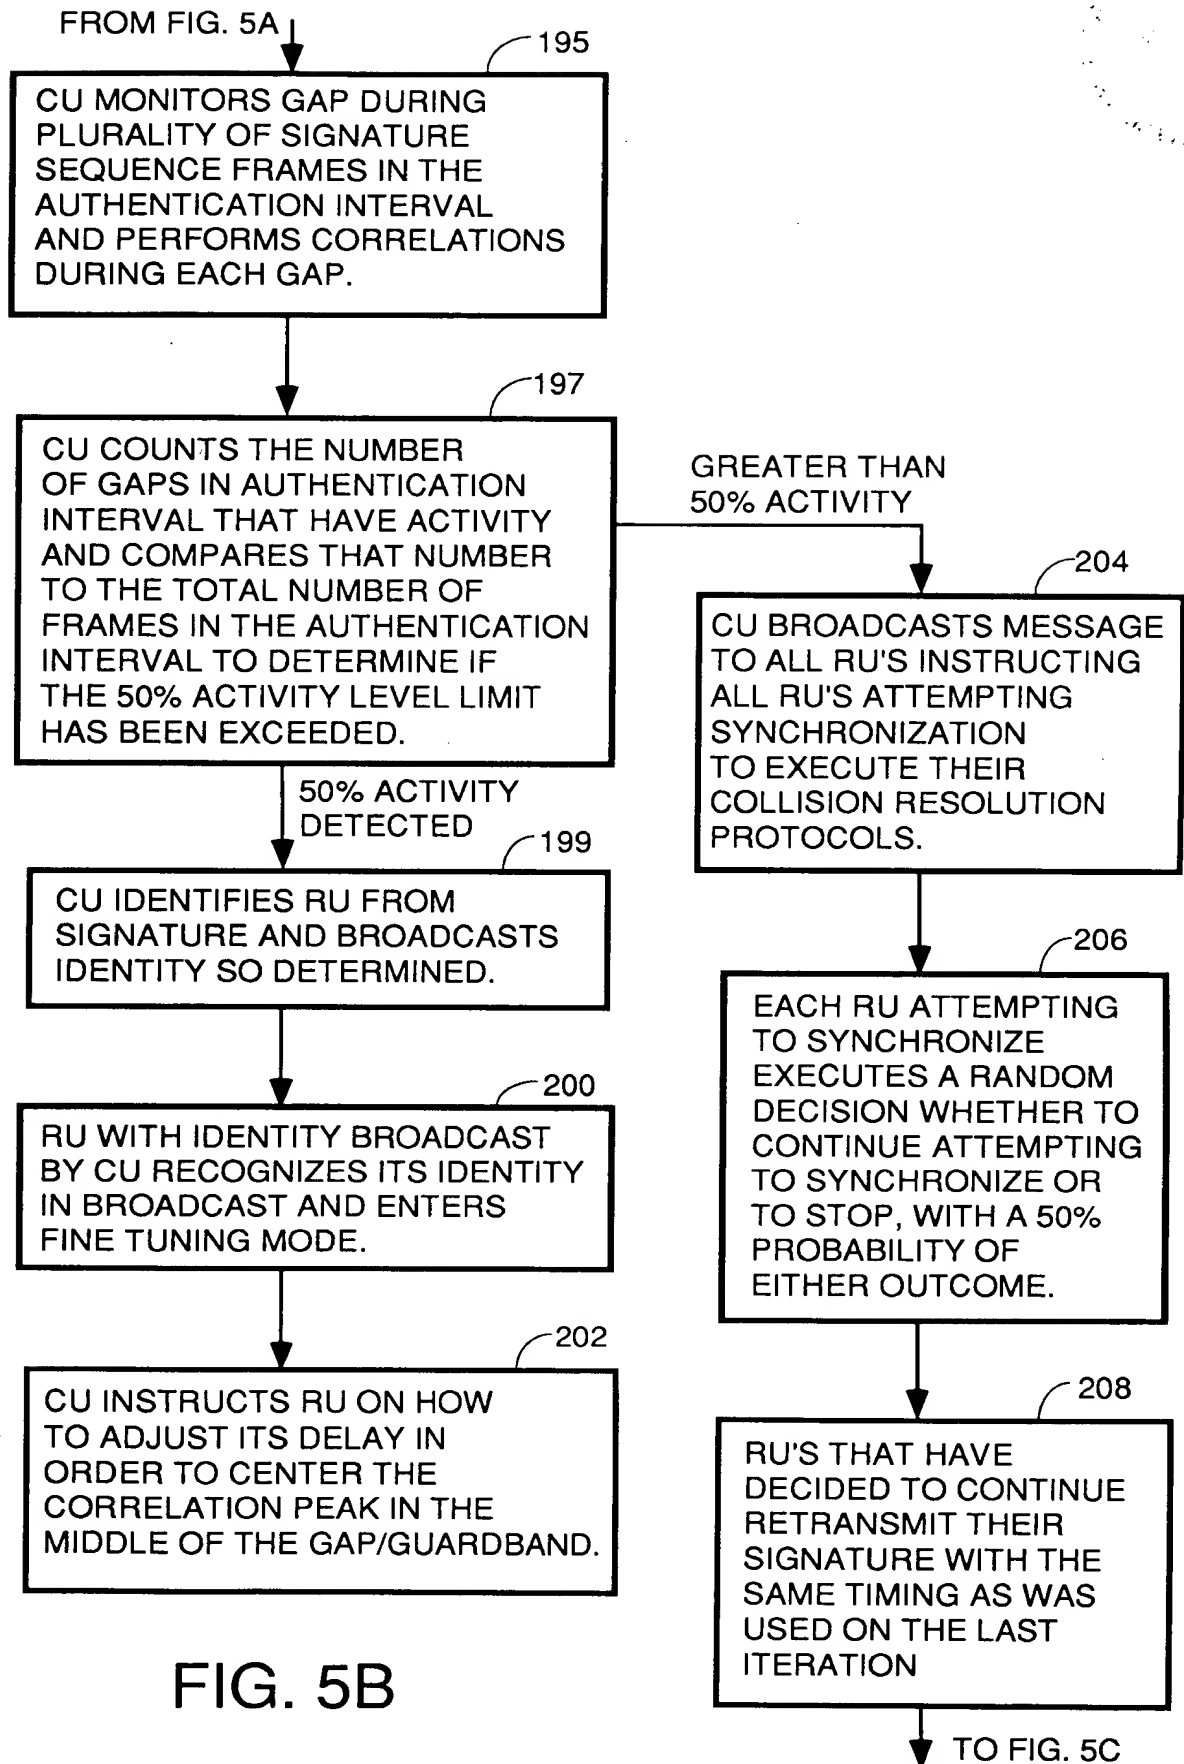 FROM FIG. 5A
195
CU MONITORS GAP DURING
PLURALITY OF SIGNATURE
SEQUENCE FRAMES IN THE
AUTHENTICATION INTERVAL
AND PERFORMS CORRELATIONS
DURING EACH GAP.
197
CU COUNTS THE NUMBER
OF GAPS IN AUTHENTICATION
INTERVAL THAT HAVE ACTIVITY
AND COMPARES THAT NUMBER
TO THE TOTAL NUMBER OF
FRAMES IN THE AUTHENTICATION
INTERVAL TO DETERMINE IF
THE 50% ACTIVITY LEVEL LIMIT
HAS BEEN EXCEEDED.
50% ACTIVITY
DETECTED
199
CU IDENTIFIES RU FROM
SIGNATURE AND BROADCASTS
IDENTITY SO DETERMINED.
200
RU WITH IDENTITY BROADCAST
BY CU RECOGNIZES ITS IDENTITY
IN BROADCAST AND ENTERS
FINE TUNING MODE.
202
CU INSTRUCTS RU ON HOW
TO ADJUST ITS DELAY IN
ORDER TO CENTER THE
CORRELATION PEAK IN THE
MIDDLE OF THE GAP/GUARDBAND.
GREATER THAN
50% ACTIVITY
204
CU BROADCASTS MESSAGE
TO ALL RU'S INSTRUCTING
ALL RU'S ATTEMPTING
SYNCHRONIZATION
TO EXECUTE THEIR
COLLISION RESOLUTION
PROTOCOLS.
206
EACH RU ATTEMPTING
TO SYNCHRONIZE
EXECUTES A RANDOM
DECISION WHETHER TO
CONTINUE ATTEMPTING
TO SYNCHRONIZE OR
TO STOP, WITH A 50%
PROBABILITY OF
EITHER OUTCOME.
208
RU'S THAT HAVE
DECIDED TO CONTINUE
RETRANSMIT THEIR
SIGNATURE WITH THE
SAME TIMING AS WAS
USED ON THE LAST
ITERATION
TO FIG. 5C
FIG. 5B